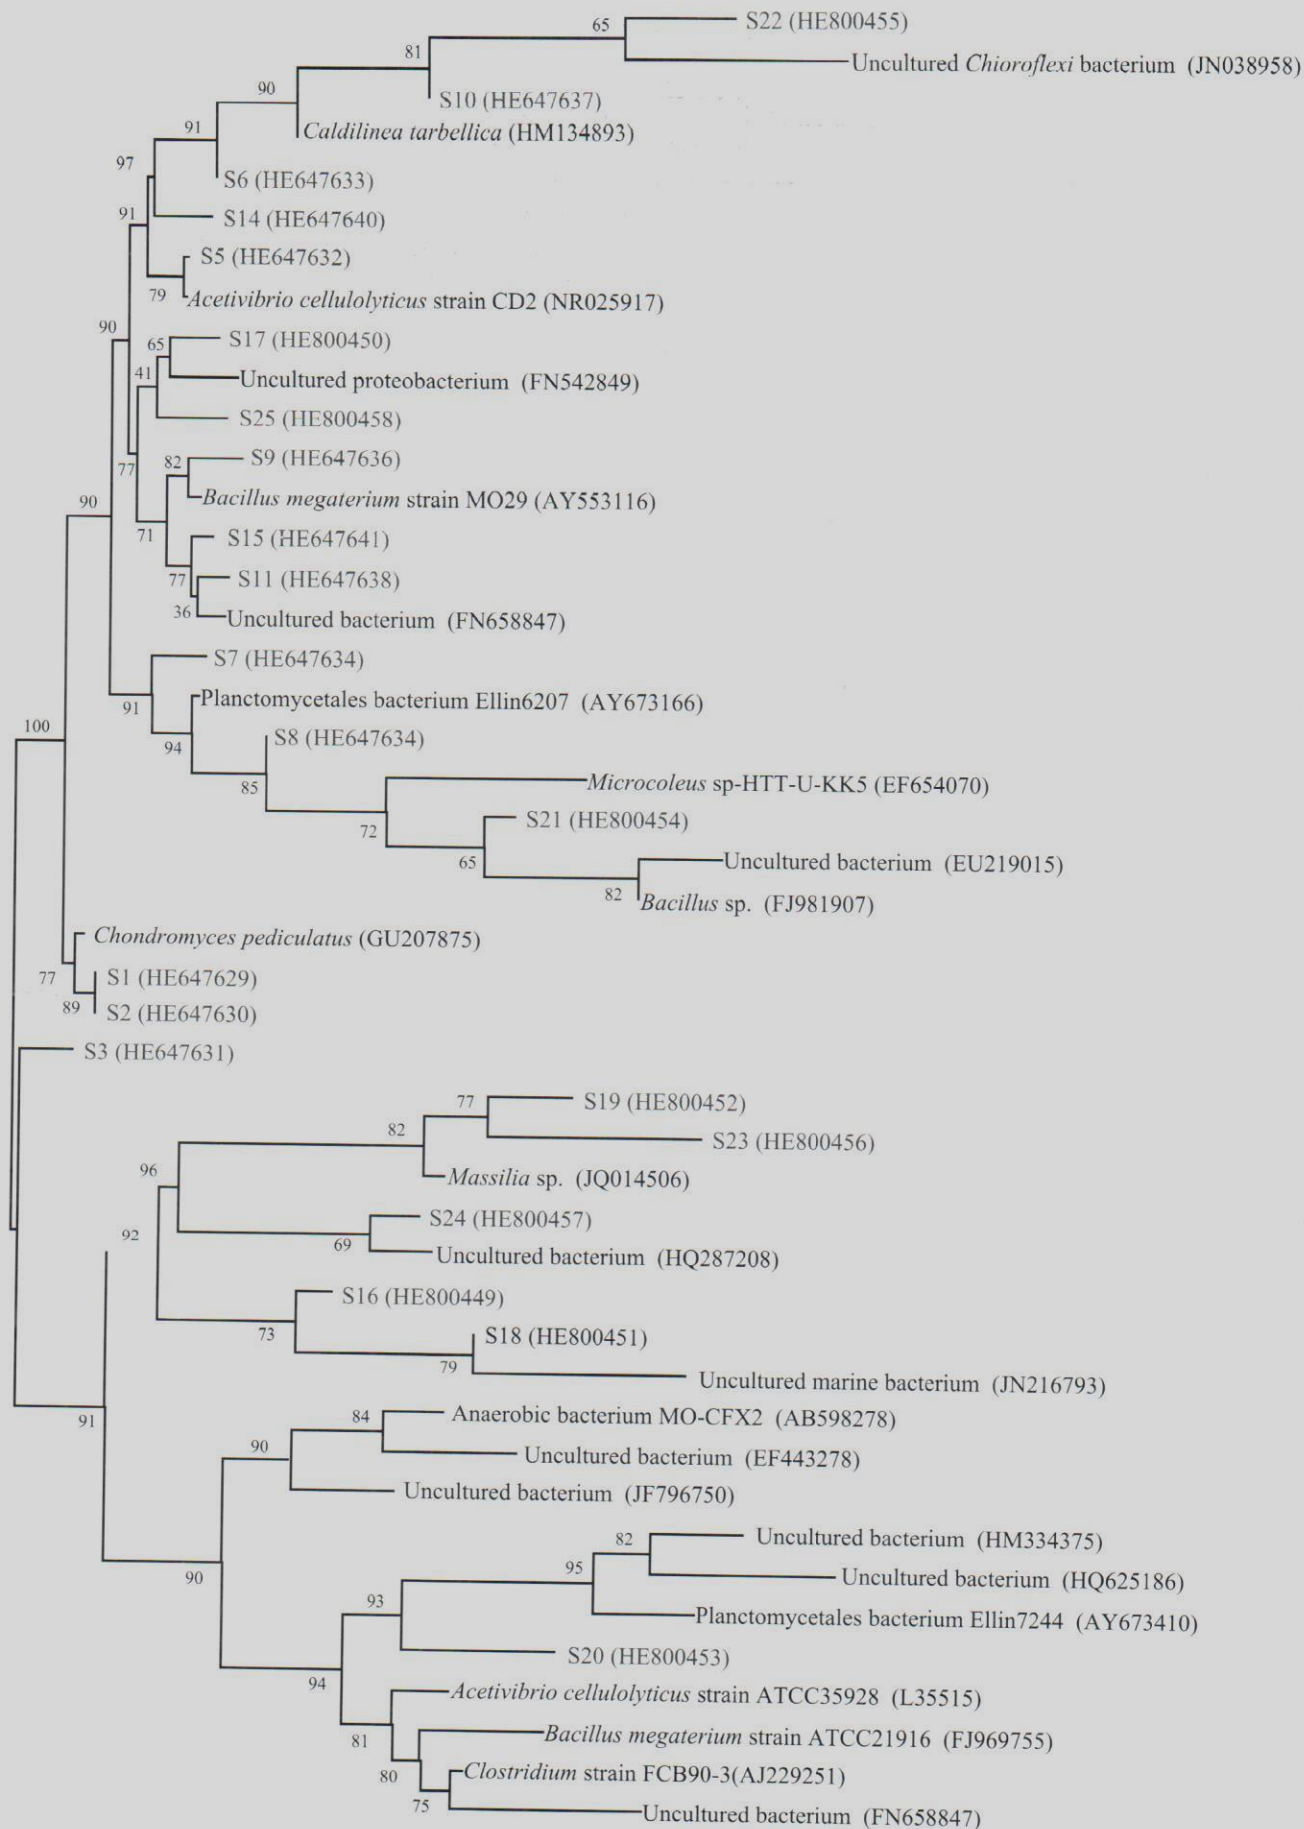 65
S22 (HE800455)
81
Uncultured Chioroflexi bacterium (JN038958)
90
S10 (HE647637)
91
Caldilinea tarbellica (HM134893)
97
S6 (HE647633)
91
S14 (HE647640)
S5 (HE647632)
79
Acetivibrio cellulolyticus strain CD2 (NR025917)
90
65
S17 (HE800450)
41
Uncultured proteobacterium (FN542849)
S25 (HE800458)
77
82
S9 (HE647636)
90
Bacillus megaterium strain MO29 (AY553116)
71
S15 (HE647641)
77
S11 (HE647638)
36
Uncultured bacterium (FN658847)
S7 (HE647634)
91
Planctomycetales bacterium Ellin6207 (AY673166)
100
94
S8 (HE647634)
85
Microcoleus sp-HTT-U-KK5 (EF654070)
72
S21 (HE800454)
65
Uncultured bacterium (EU219015)
82
Bacillus sp. (FJ981907)
Chondromyces pediculatus (GU207875)
77
S1 (HE647629)
89
S2 (HE647630)
S3 (HE647631)
77
S19 (HE800452)
82
S23 (HE800456)
96
Massilia sp. (JQ014506)
S24 (HE800457)
92
69
Uncultured bacterium (HQ287208)
S16 (HE800449)
73
S18 (HE800451)
79
Uncultured marine bacterium (JN216793)
91
84
Anaerobic bacterium MO-CFX2 (AB598278)
90
Uncultured bacterium (EF443278)
Uncultured bacterium (JF796750)
82
Uncultured bacterium (HM334375)
90
95
Uncultured bacterium (HQ625186)
93
Planctomycetales bacterium Ellin7244 (AY673410)
S20 (HE800453)
94
Acetivibrio cellulolyticus strain ATCC35928 (L35515)
81
Bacillus megaterium strain ATCC21916 (FJ969755)
80
Clostridium strain FCB90-3(AJ229251)
75
Uncultured bacterium (FN658847)